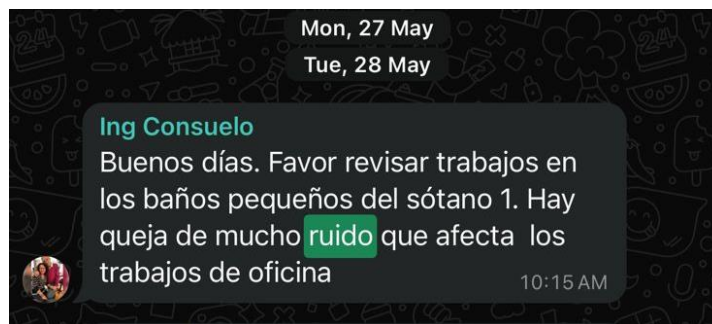 Mon, 27 May
Tue, 28 May
Ing Consuelo
Buenos días. Favor revisar trabajos en
los baños pequeños del sótano 1. Hay
queja de mucho ruido que afecta  los
trabajos de oficina
10:15 AM